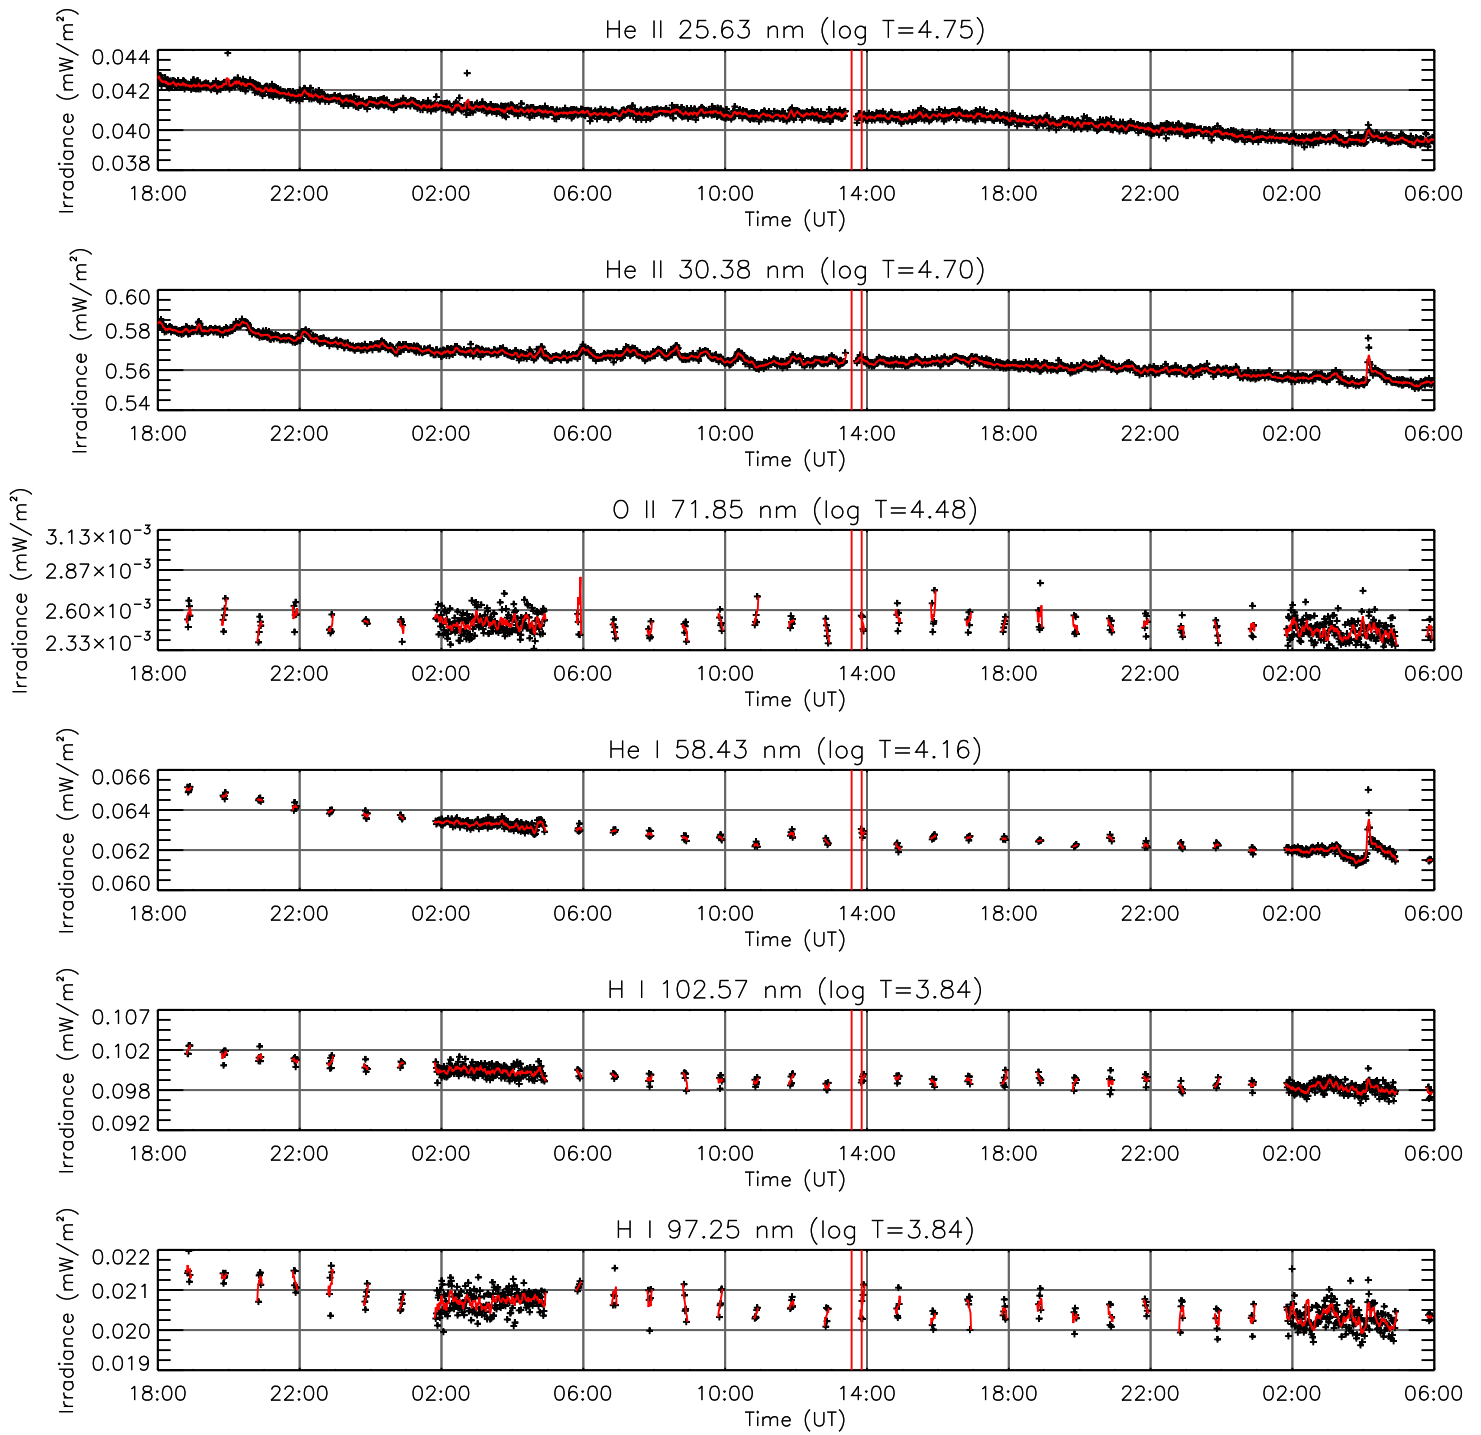 He II 25.63 nm (log T=4.75)
Irradiance (mW/m²)
0.044
0.042
0.040
0.038
18:00 22:00 02:00 06:00 10:00 14:00 18:00 22:00 02:00 06:00
Time (UT)
He II 30.38 nm (log T=4.70)
Irradiance (mW/m²)
0.60
0.58
0.56
0.54
18:00 22:00 02:00 06:00 10:00 14:00 18:00 22:00 02:00 06:00
Time (UT)
O II 71.85 nm (log T=4.48)
Irradiance (mW/m²)
3.13×10⁻³
2.87×10⁻³
2.60×10⁻³
2.33×10⁻³
18:00 22:00 02:00 06:00 10:00 14:00 18:00 22:00 02:00 06:00
Time (UT)
He I 58.43 nm (log T=4.16)
Irradiance (mW/m²)
0.066
0.064
0.062
0.060
18:00 22:00 02:00 06:00 10:00 14:00 18:00 22:00 02:00 06:00
Time (UT)
H I 102.57 nm (log T=3.84)
Irradiance (mW/m²)
0.107
0.102
0.098
0.092
18:00 22:00 02:00 06:00 10:00 14:00 18:00 22:00 02:00 06:00
Time (UT)
H I 97.25 nm (log T=3.84)
Irradiance (mW/m²)
0.022
0.021
0.020
0.019
18:00 22:00 02:00 06:00 10:00 14:00 18:00 22:00 02:00 06:00
Time (UT)